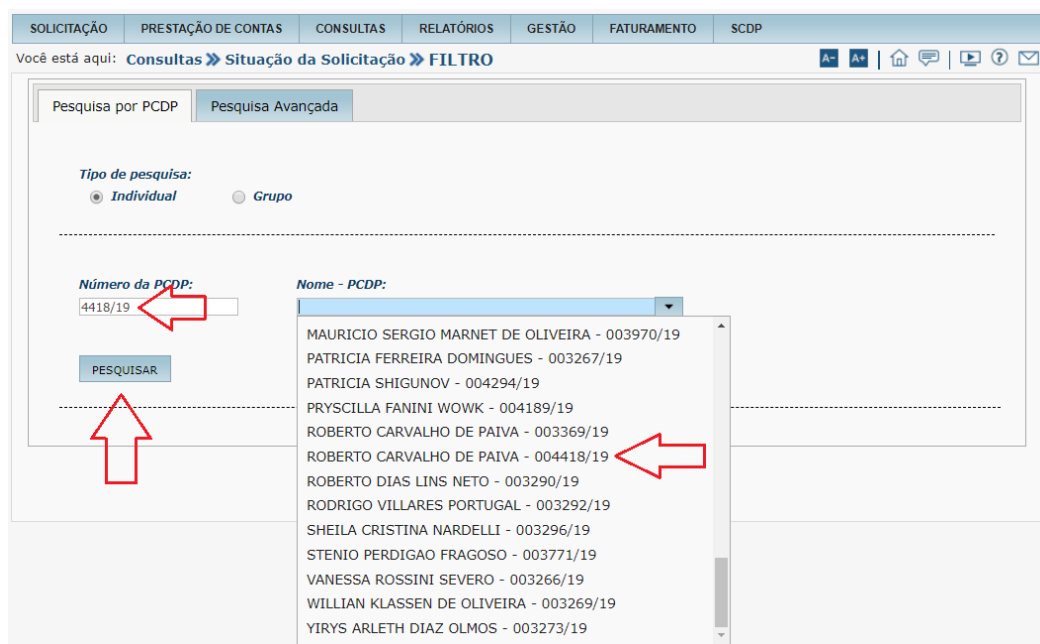 SOLICITAÇÃO PRESTAÇÃO DE CONTAS CONSULTAS RELATÓRIOS GESTÃO FATURAMENTO SCDP
Você está aqui: Consultas ≫ Situação da Solicitação ≫ FILTRO A- A+
Pesquisa por PCDP Pesquisa Avançada
Tipo de pesquisa:
Individual Grupo
Número da PCDP: Nome - PCDP:
4418/19
MAURICIO SERGIO MARNET DE OLIVEIRA - 003970/19
PATRICIA FERREIRA DOMINGUES - 003267/19
PATRICIA SHIGUNOV - 004294/19
PRYSCILLA FANINI WOWK - 004189/19
ROBERTO CARVALHO DE PAIVA - 003369/19
ROBERTO CARVALHO DE PAIVA - 004418/19
ROBERTO DIAS LINS NETO - 003290/19
RODRIGO VILLARES PORTUGAL - 003292/19
SHEILA CRISTINA NARDELLI - 003296/19
STENIO PERDIGAO FRAGOSO - 003771/19
VANESSA ROSSINI SEVERO - 003266/19
WILLIAN KLASSEN DE OLIVEIRA - 003269/19
YIRYS ARLETH DIAZ OLMOS - 003273/19
PESQUISAR